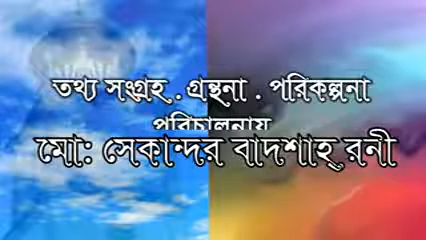 তথ্য সংগ্রহ . গ্রন্থনা . পরিকল্পনা
পরিচালনায়
মো: সেকান্দর বাদশাহ্ রনী